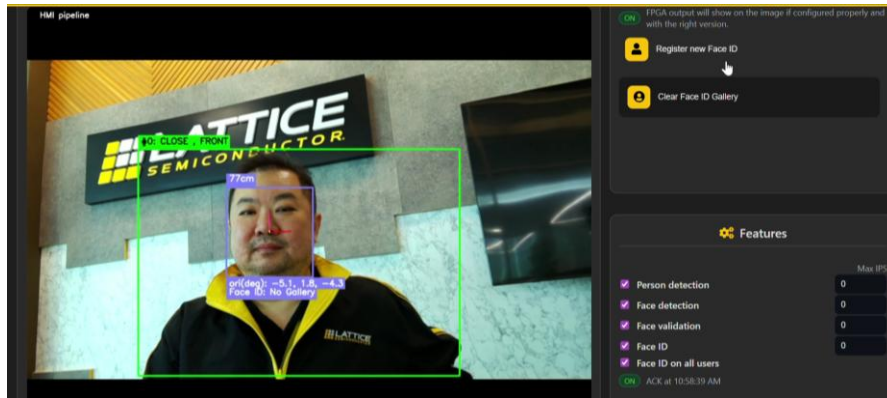 HMI pipeline
LATTICE
SEMICONDUCTOR.
0: CLOSE , FRONT
77cm
ori(deg): -5.1, 1.8, -4.3
Face ID: No Gallery
LATTICE
ON FPGA output will show on the image if configured properly and
with the right version.
Register new Face ID
Clear Face ID Gallery
Features
Max IPS
Person detection 0
Face detection 0
Face validation 0
Face ID 0
Face ID on all users
ON ACK at 10:58:39 AM